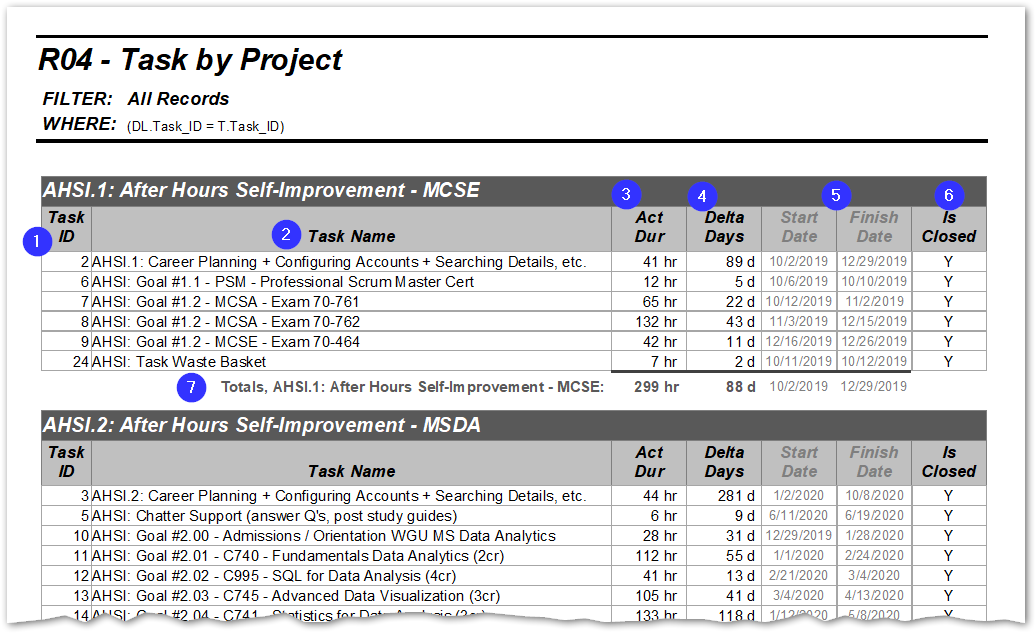 R04 - Task by Project
FILTER: All Records
WHERE: (DL.Task_ID = T.Task_ID)
AHSI.1: After Hours Self-Improvement - MCSE
1 Task ID 2 Task Name 3 Act Dur 4 Delta Days 5 Start Date Finish Date 6 Is Closed
2 AHSI.1: Career Planning + Configuring Accounts + Searching Details, etc. 41 hr 89 d 10/2/2019 12/29/2019 Y
6 AHSI: Goal #1.1 - PSM - Professional Scrum Master Cert 12 hr 5 d 10/6/2019 10/10/2019 Y
7 AHSI: Goal #1.2 - MCSA - Exam 70-761 65 hr 22 d 10/12/2019 11/2/2019 Y
8 AHSI: Goal #1.2 - MCSA - Exam 70-762 132 hr 43 d 11/3/2019 12/15/2019 Y
9 AHSI: Goal #1.2 - MCSE - Exam 70-464 42 hr 11 d 12/16/2019 12/26/2019 Y
24 AHSI: Task Waste Basket 7 hr 2 d 10/11/2019 10/12/2019 Y
7 Totals, AHSI.1: After Hours Self-Improvement - MCSE: 299 hr 88 d 10/2/2019 12/29/2019
AHSI.2: After Hours Self-Improvement - MSDA
Task ID Task Name Act Dur Delta Days Start Date Finish Date Is Closed
3 AHSI.2: Career Planning + Configuring Accounts + Searching Details, etc. 44 hr 281 d 1/2/2020 10/8/2020 Y
5 AHSI: Chatter Support (answer Q's, post study guides) 6 hr 9 d 6/11/2020 6/19/2020 Y
10 AHSI: Goal #2.00 - Admissions / Orientation WGU MS Data Analytics 28 hr 31 d 12/29/2019 1/28/2020 Y
11 AHSI: Goal #2.01 - C740 - Fundamentals Data Analytics (2cr) 112 hr 55 d 1/1/2020 2/24/2020 Y
12 AHSI: Goal #2.02 - C995 - SQL for Data Analysis (4cr) 41 hr 13 d 2/21/2020 3/4/2020 Y
13 AHSI: Goal #2.03 - C745 - Advanced Data Visualization (3cr) 105 hr 41 d 3/4/2020 4/13/2020 Y
14 AHSI: Goal #2.04 - C741 - Statistics for Data Analysis 133 hr 118 d 5/8/2020 Y